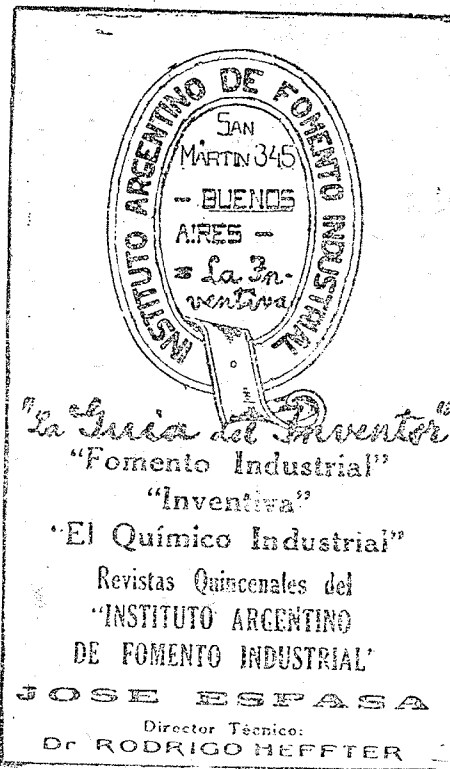 INSTITUTO ARGENTINO DE FOMENTO INDUSTRIAL
SAN
MARTIN 345
- BUENOS
AIRES -
= La In-
ventiva
"La Guia del Inventor"
"Fomento Industrial"
"Inventiva"
"El Químico Industrial"
Revistas Quincenales del
"INSTITUTO ARGENTINO
DE FOMENTO INDUSTRIAL'
JOSE ESPASA
Director Técnico:
Dr RODRIGO HEFFTER